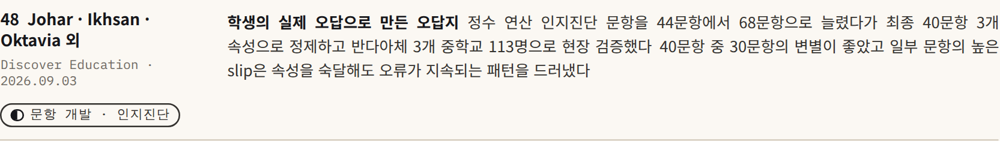 48 Johar · Ikhsan ·
Oktavia 외
Discover Education ·
2026.09.03
문항 개발 · 인지진단
학생의 실제 오답으로 만든 오답지 정수 연산 인지진단 문항을 44문항에서 68문항으로 늘렸다가 최종 40문항 3개
속성으로 정제하고 반다아체 3개 중학교 113명으로 현장 검증했다 40문항 중 30문항의 변별이 좋았고 일부 문항의 높은
slip은 속성을 숙달해도 오류가 지속되는 패턴을 드러냈다